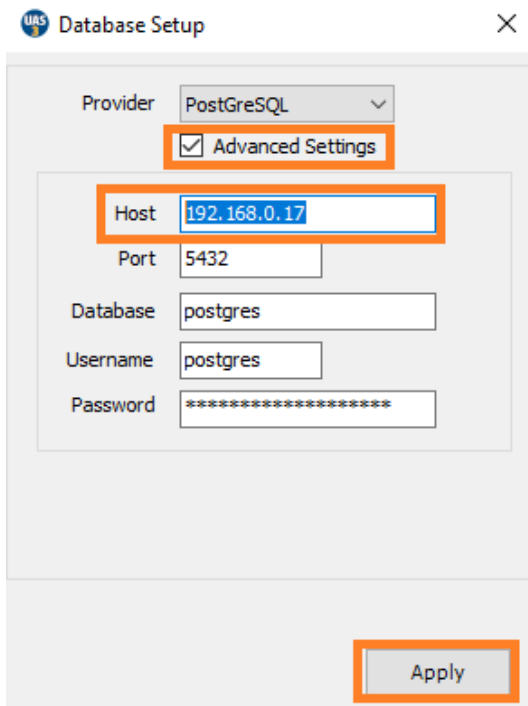 UAS
3
Database Setup
Provider PostGreSQL
Advanced Settings
Host 192.168.0.17
Port 5432
Database postgres
Username postgres
Password *******************
Apply